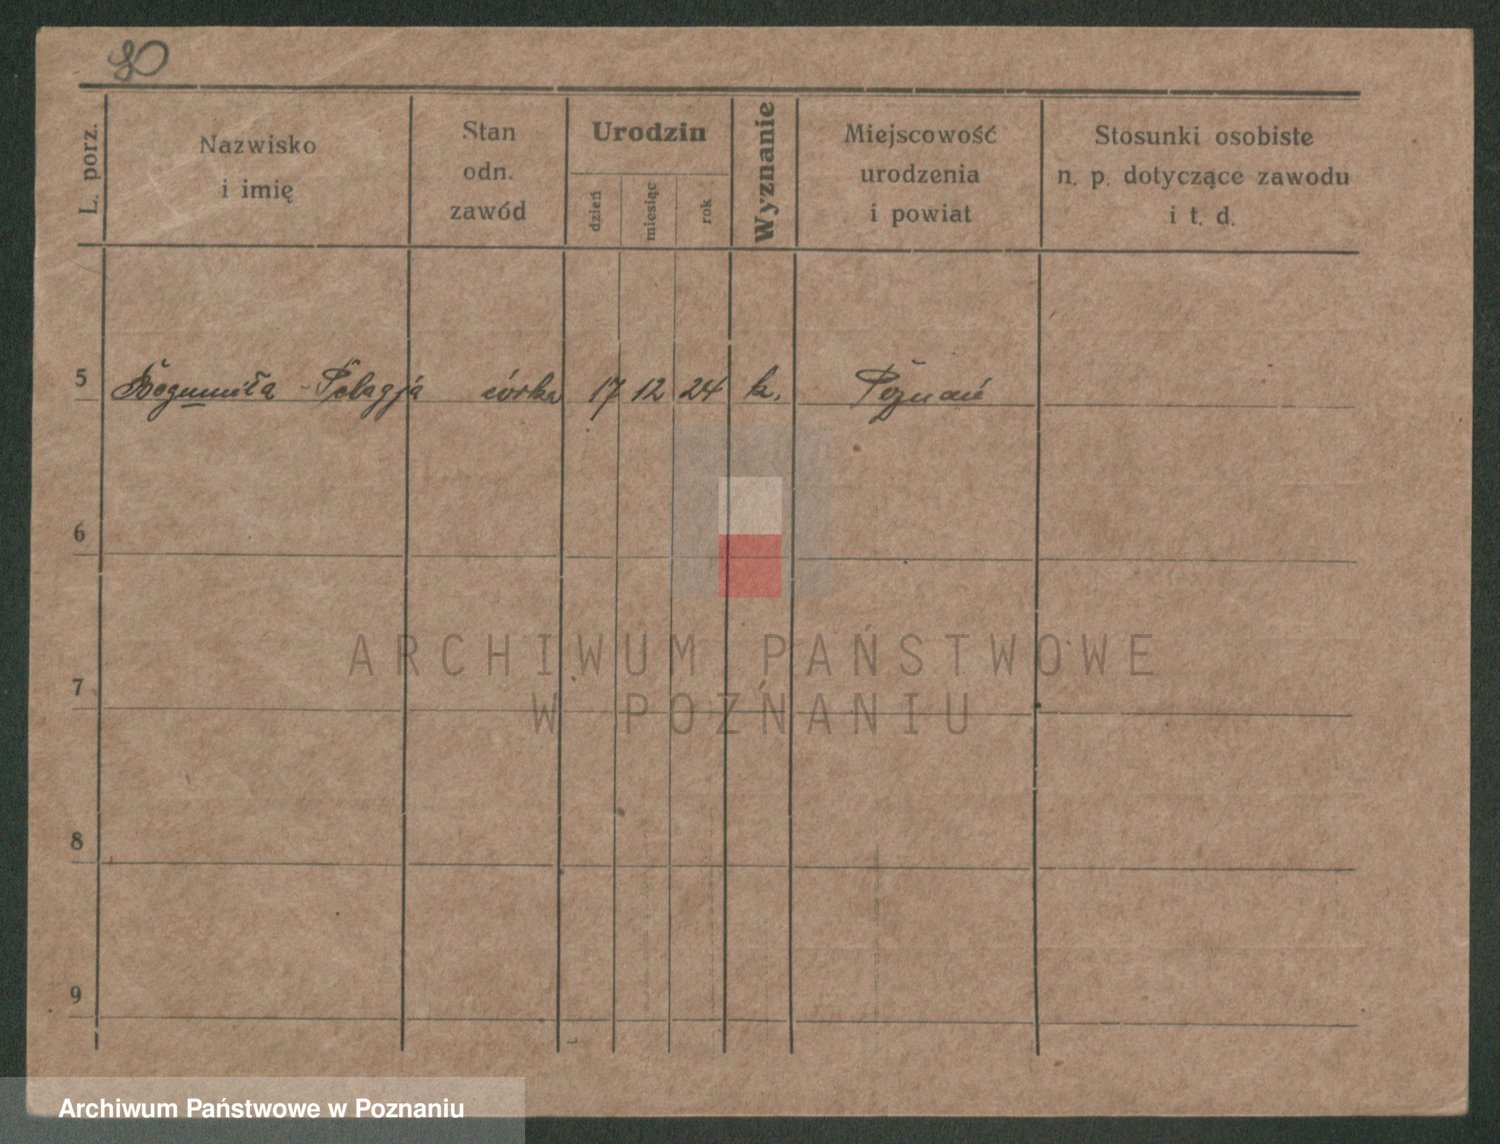 80
L. porz.
Nazwisko
i imię
Stan
odn.
zawód
Urodzin
dzień
miesiąc
rok
Wyznanie
Miejscowość
urodzenia
i powiat
Stosunki osobiste
n. p. dotyczące zawodu
i t. d.
5 Bogumiła - Pelagja córka 17 12 24 k. Poznań
6
ARCHIWUM PAŃSTWOWE
7
W POZNANIU
8
9
Archiwum Państwowe w Poznaniu